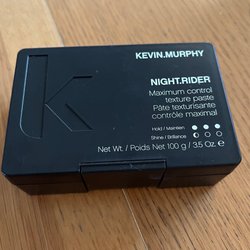 KEVIN.MURPHY
NIGHT.RIDER
Maximum control
texture paste
Pâte texturisante
contrôle maximal
Hold / Maintien
Shine / Brillance
Net Wt. / Poids Net 100 g / 3.5 Oz. e